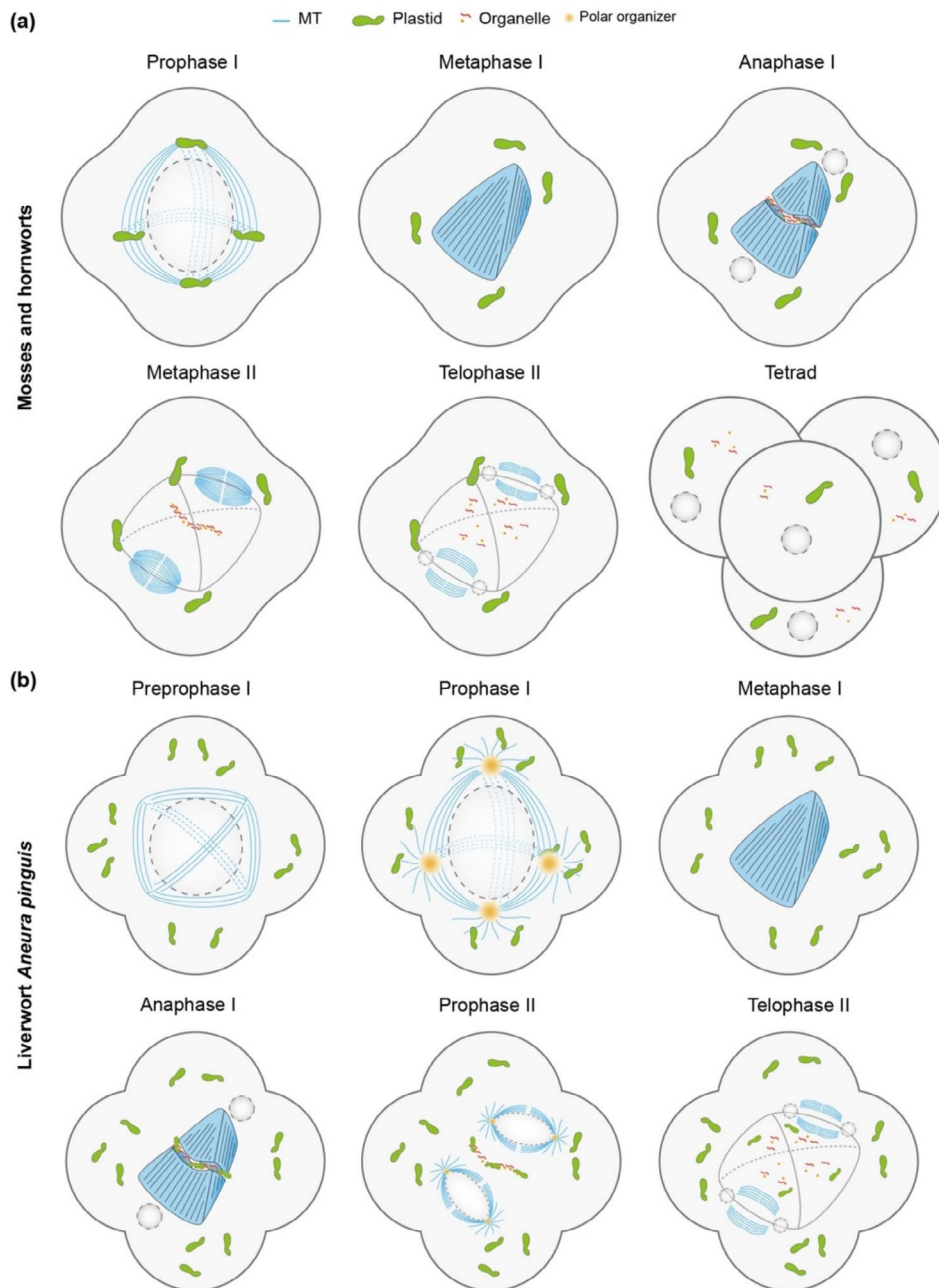 (a)
MT Plastid Organelle Polar organizer
Prophase I Metaphase I Anaphase I
Mosses and hornworts
Metaphase II Telophase II Tetrad
(b)
Preprophase I Prophase I Metaphase I
Liverwort Aneura pinguis
Anaphase I Prophase II Telophase II